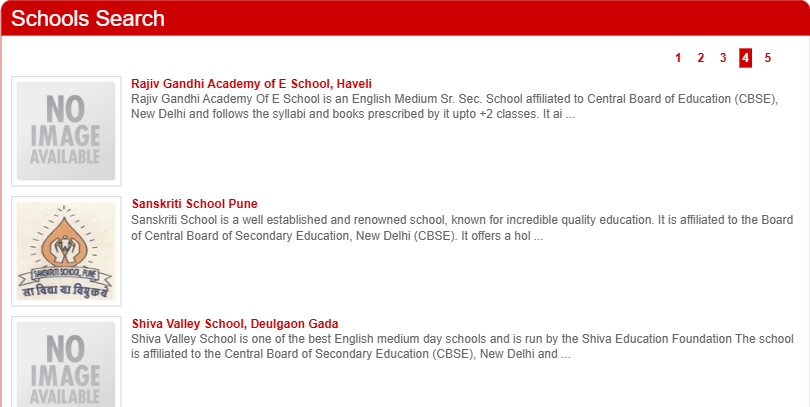 Schools Search
1 2 3 4 5
NO
IMAGE
AVAILABLE
Rajiv Gandhi Academy of E School, Haveli
Rajiv Gandhi Academy Of E School is an English Medium Sr. Sec. School affiliated to Central Board of Education (CBSE),
New Delhi and follows the syllabi and books prescribed by it upto +2 classes. It ai ...
SANSKRITI SCHOOL, PUNE
सा विद्या या विमुक्तये
Sanskriti School Pune
Sanskriti School is a well established and renowned school, known for incredible quality education. It is affiliated to the Board
of Central Board of Secondary Education, New Delhi (CBSE). It offers a hol ...
NO
IMAGE
AVAILABLE
Shiva Valley School, Deulgaon Gada
Shiva Valley School is one of the best English medium day schools and is run by the Shiva Education Foundation The school
is affiliated to the Central Board of Secondary Education (CBSE), New Delhi and ...